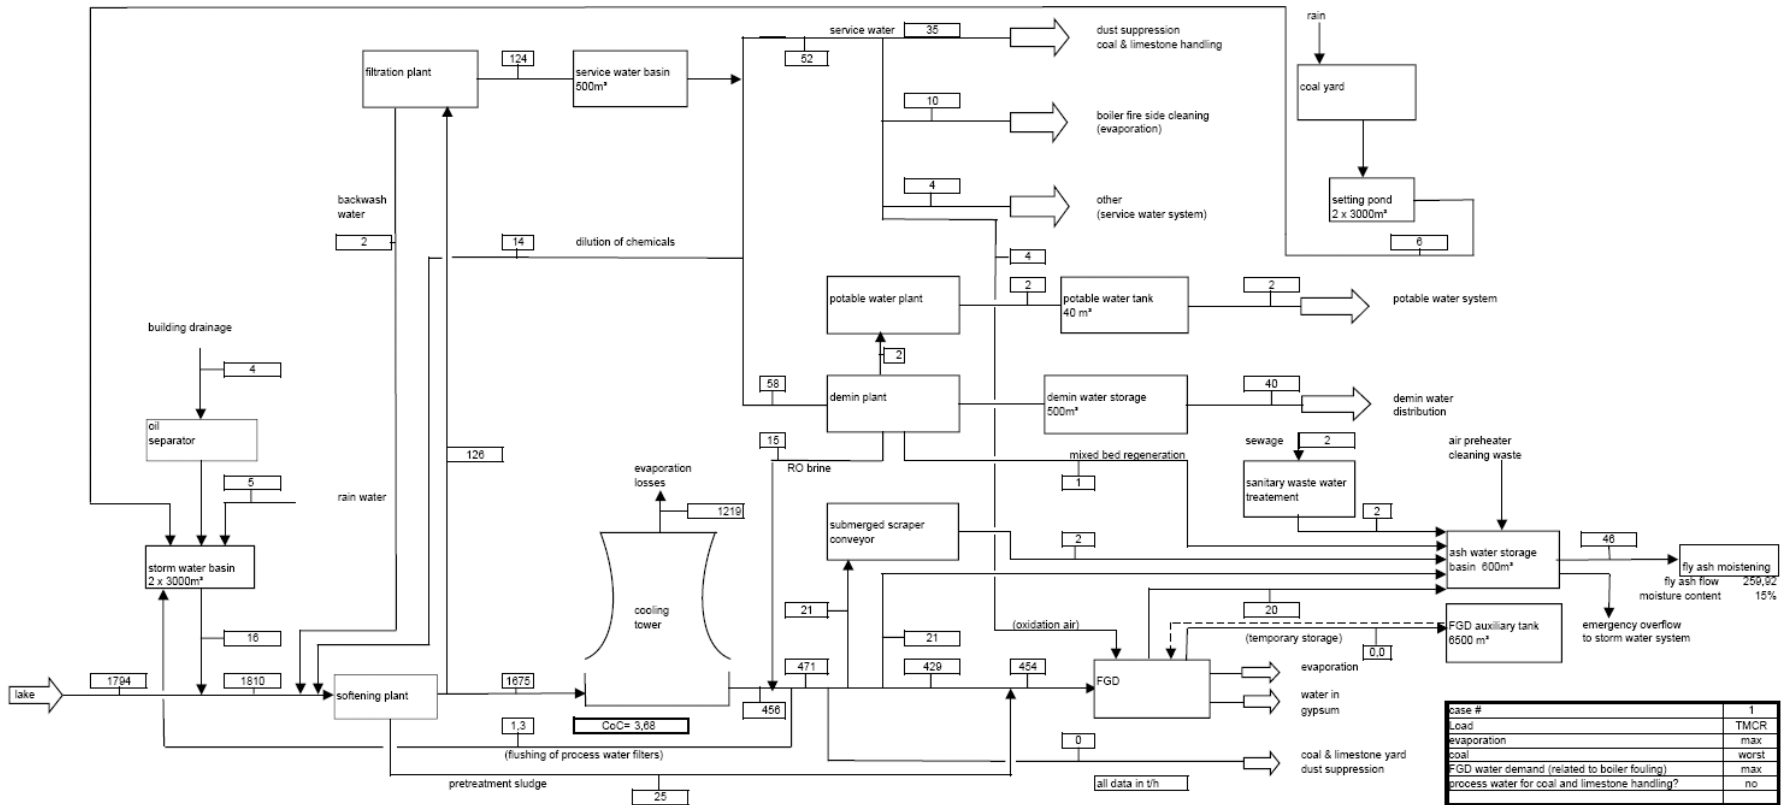 rain
service water
35
dust suppression
coal & limestone handling
52
124
filtration plant
service water basin
500m³
coal yard
10
boiler fire side cleaning
(evaporation)
4
other
(service water system)
setting pond
2 x 3000m³
backwash
water
2
14
dilution of chemicals
4
6
potable water plant
2
potable water tank
40 m³
2
potable water system
building drainage
4
2
58
demin plant
demin water storage
500m³
40
demin water
distribution
oil
separator
126
15
RO brine
mixed bed regeneration
1
sewage
2
air preheater
cleaning waste
evaporation
losses
5
rain water
1219
sanitary waste water
treatement
2
submerged scraper
conveyor
2
ash water storage
basin 600m³
46
fly ash moistening
fly ash flow
259,92
moisture content
15%
storm water basin
2 x 3000m³
cooling
tower
21
21
20
(oxidation air)
(temporary storage)
0,0
FGD auxiliary tank
6500 m³
emergency overflow
to storm water system
16
lake
1794
1810
softening plant
1675
456
471
429
454
FGD
evaporation
water in
gypsum
1,3
(flushing of process water filters)
CoC= 3,68
0
coal & limestone yard
dust suppression
pretreatment sludge
25
all data in t/h
case # 1
Load TMCR
evaporation max
coal worst
FGD water demand (related to boiler fouling) max
process water for coal and limestone handling? no